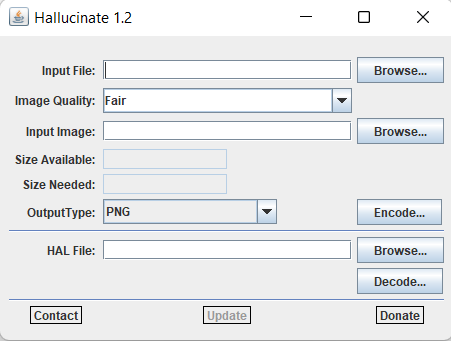 Hallucinate 1.2
Input File: Browse...
Image Quality: Fair
Input Image: Browse...
Size Available:
Size Needed:
OutputType: PNG Encode...
HAL File: Browse...
Decode...
Contact Update Donate